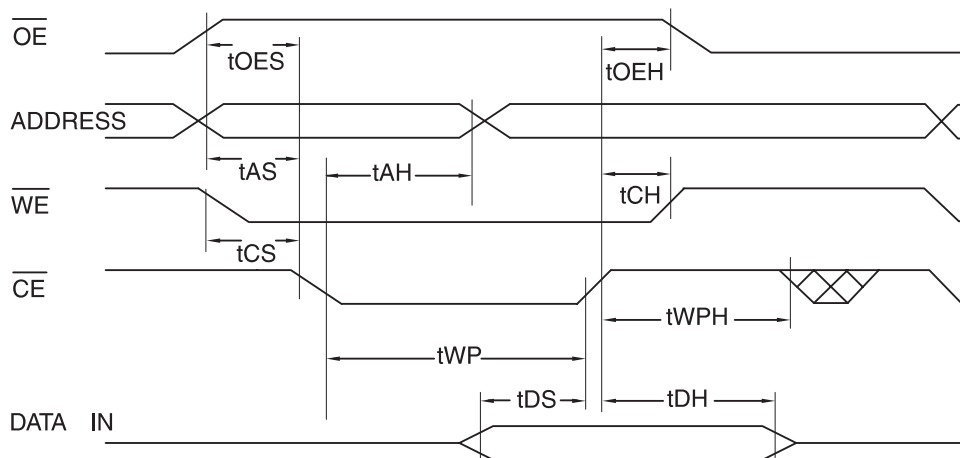 OE
tOES
tOEH
ADDRESS
tAS
tAH
tCH
WE
tCS
CE
tWPH
tWP
tDS
tDH
DATA IN